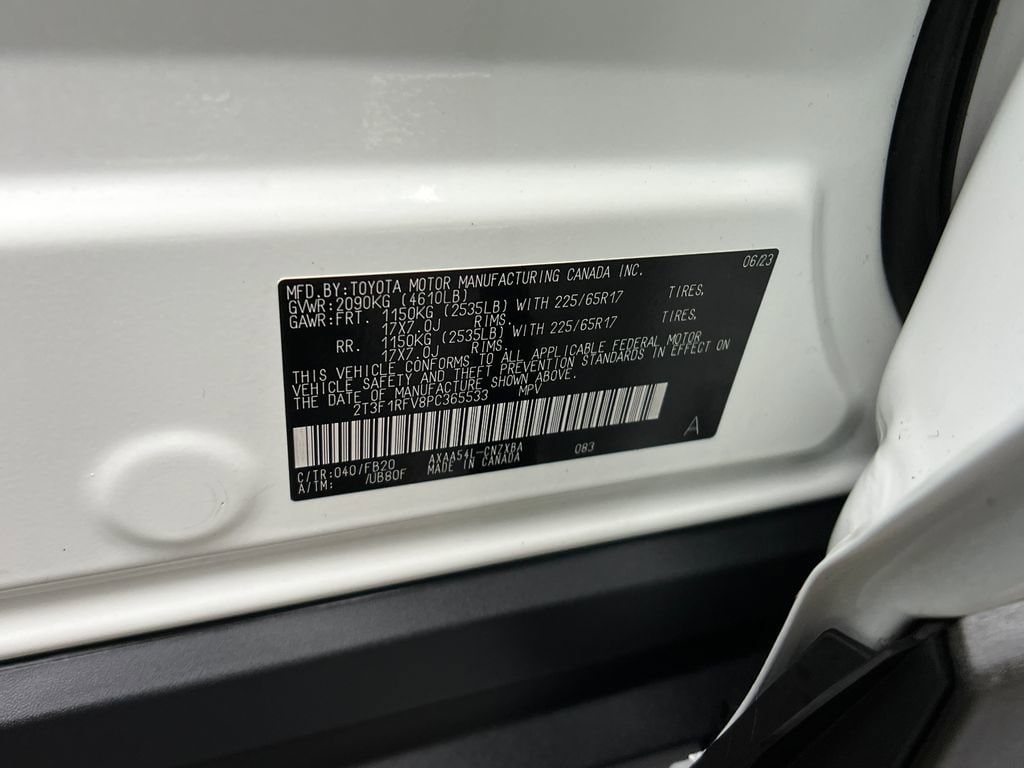 MFD.BY:TOYOTA MOTOR MANUFACTURING CANADA INC. 06/23
GVWR:2090KG (4610LB)
GAWR:FRT. 1150KG (2535LB) WITH 225/65R17 TIRES,
17X7.0J RIMS.
RR. 1150KG (2535LB) WITH 225/65R17 TIRES,
17X7.0J RIMS.
THIS VEHICLE CONFORMS TO ALL APPLICABLE FEDERAL MOTOR
VEHICLE SAFETY AND THEFT PREVENTION STANDARDS IN EFFECT ON
THE DATE OF MANUFACTURE SHOWN ABOVE.
2T3F1RFV8PC365533 MPV
C/TR:040/FB20 AXAA54L-CNZXBA 083 A
A/TM: /UB80F MADE IN CANADA